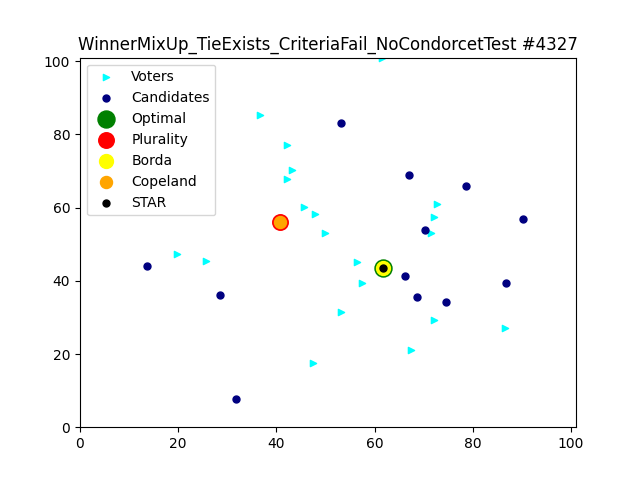 WinnerMixUp_TieExists_CriteriaFail_NoCondorcetTest #4327
Voters
Candidates
Optimal
Plurality
Borda
Copeland
STAR
100
80
60
40
20
0
0 20 40 60 80 100